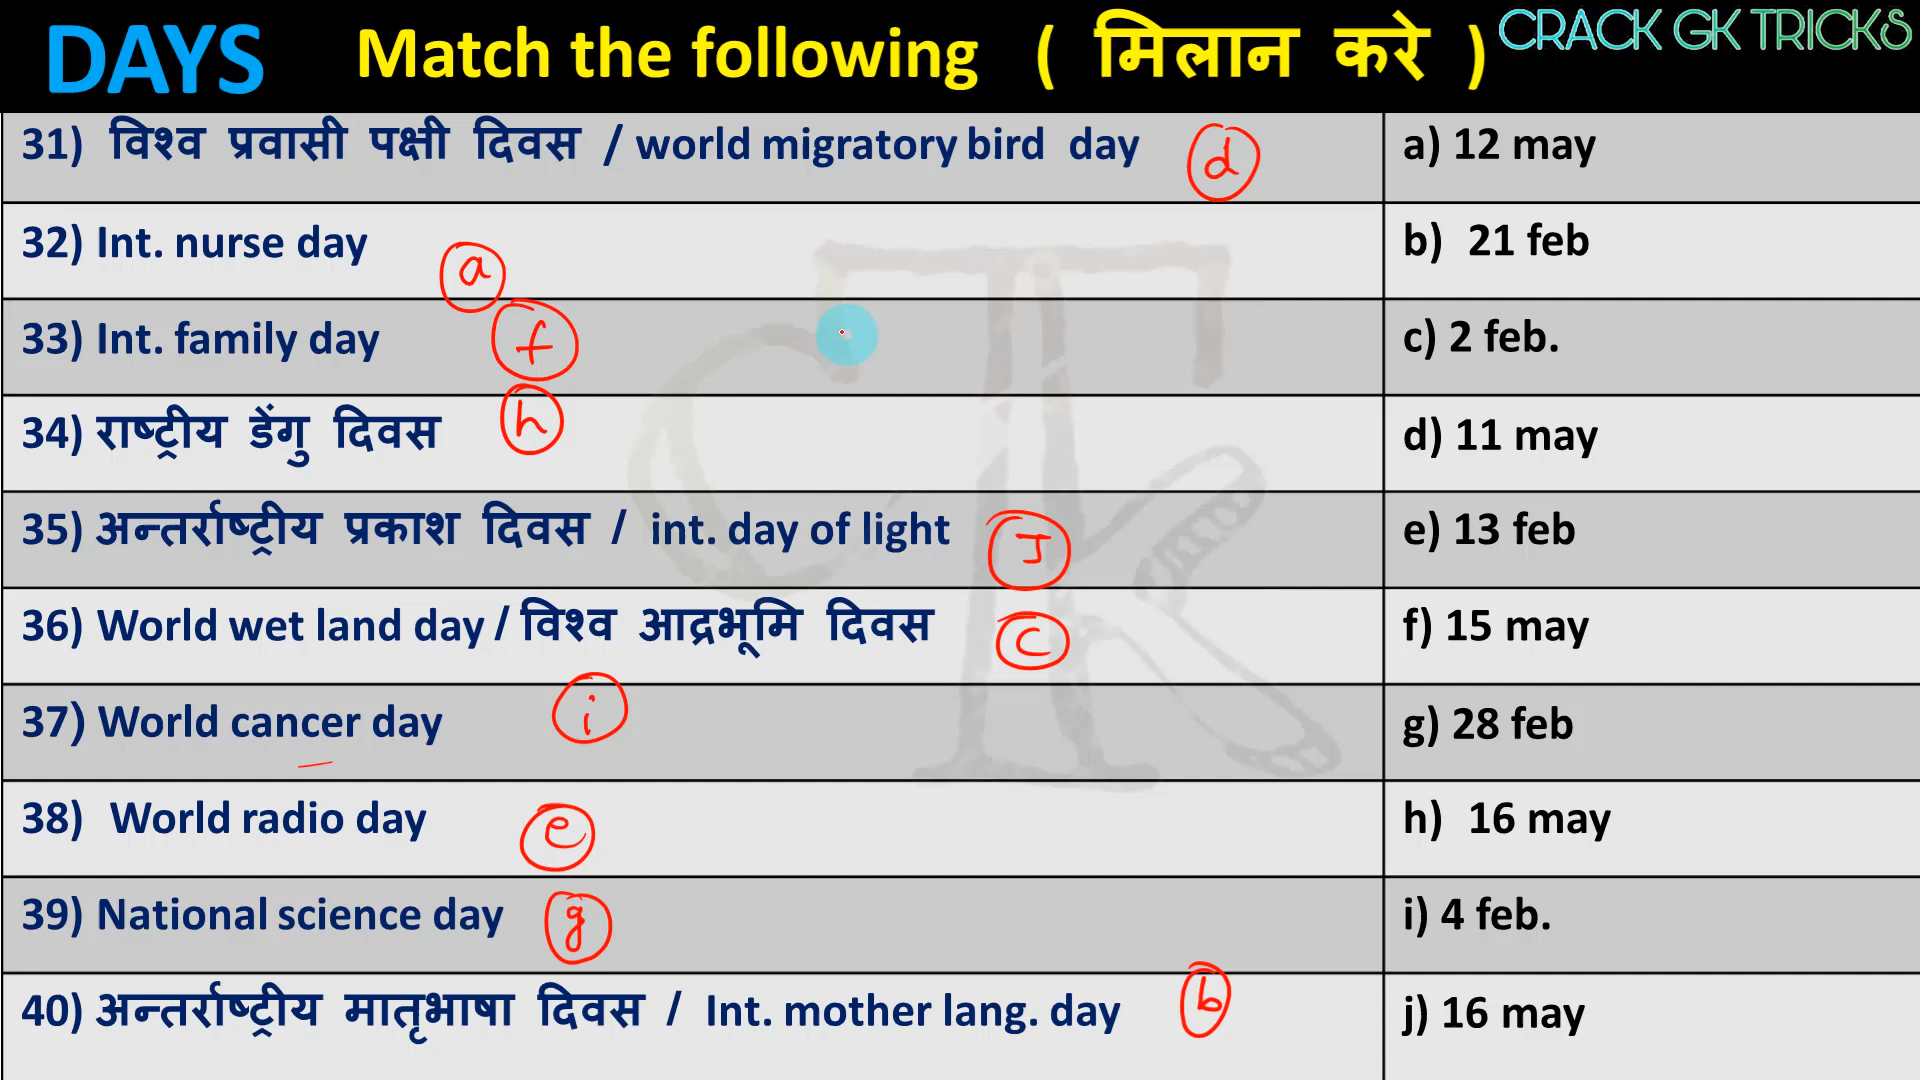 DAYS Match the following ( मिलान करे ) CRACK GK TRICKS
31) विश्व प्रवासी पक्षी दिवस / world migratory bird day d a) 12 may
32) Int. nurse day a b) 21 feb
33) Int. family day f c) 2 feb.
34) राष्ट्रीय डेंगु दिवस h d) 11 may
35) अन्तर्राष्ट्रीय प्रकाश दिवस / int. day of light J e) 13 feb
36) World wet land day / विश्व आद्रभूमि दिवस C f) 15 may
37) World cancer day i g) 28 feb
38) World radio day e h) 16 may
39) National science day g i) 4 feb.
40) अन्तर्राष्ट्रीय मातृभाषा दिवस / Int. mother lang. day b j) 16 may